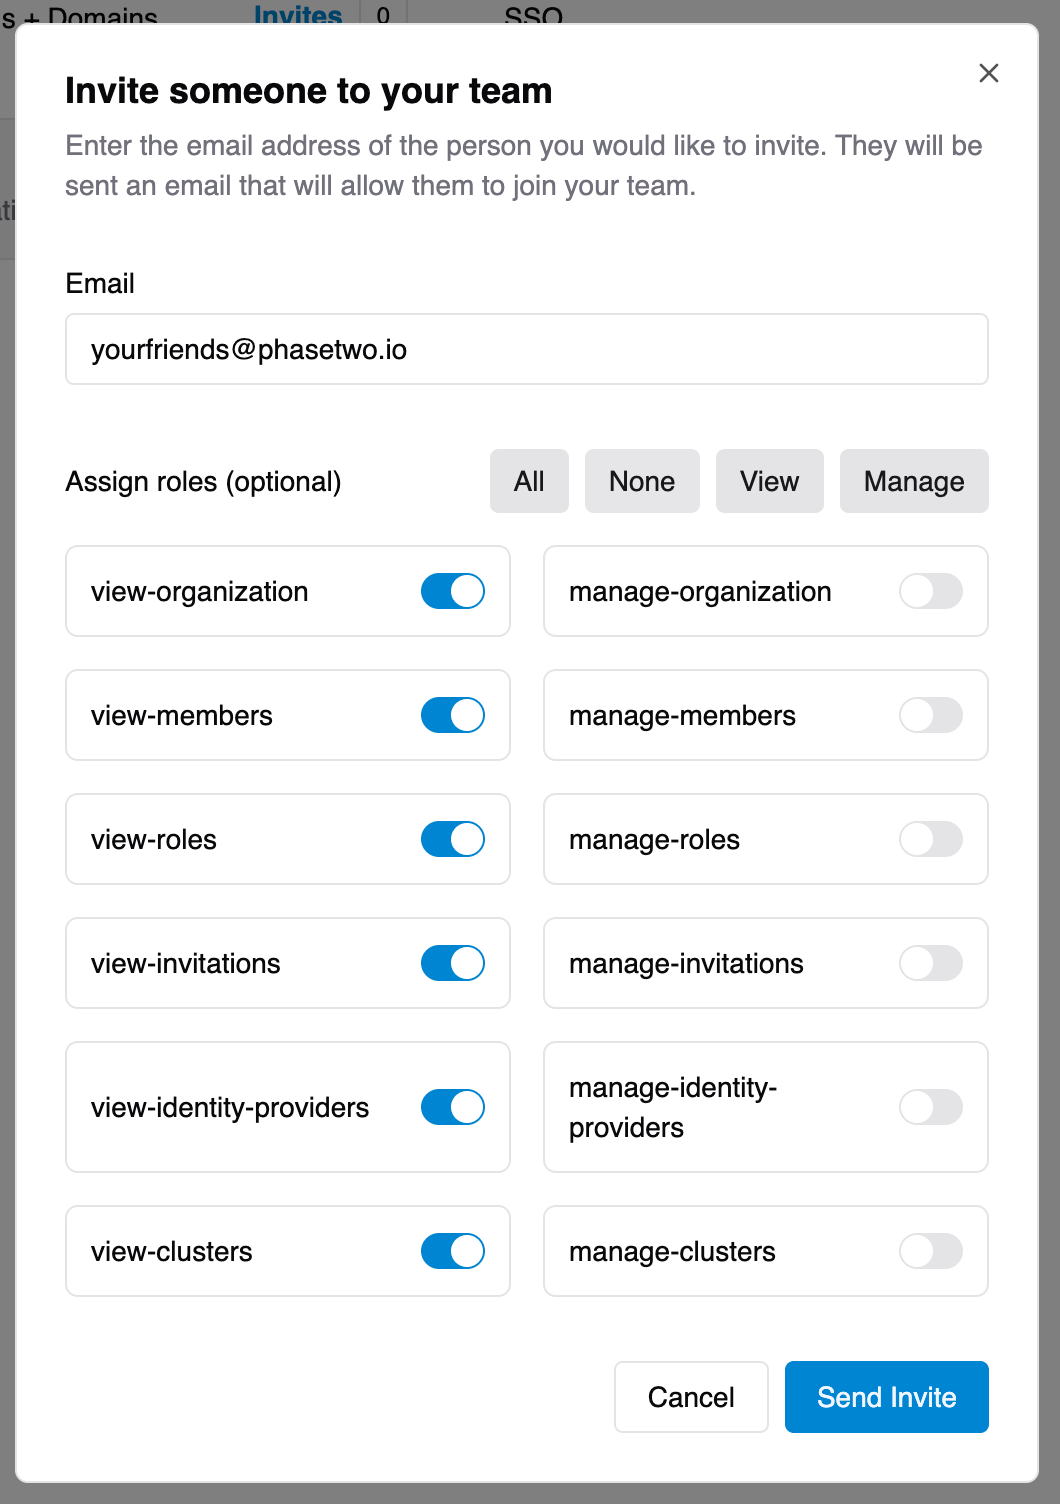 s + Domains Invites 0 SSO
Invite someone to your team
Enter the email address of the person you would like to invite. They will be
sent an email that will allow them to join your team.
Email
yourfriends@phasetwo.io
Assign roles (optional) All None View Manage
view-organization manage-organization
view-members manage-members
view-roles manage-roles
view-invitations manage-invitations
view-identity-providers manage-identity-
providers
view-clusters manage-clusters
Cancel Send Invite